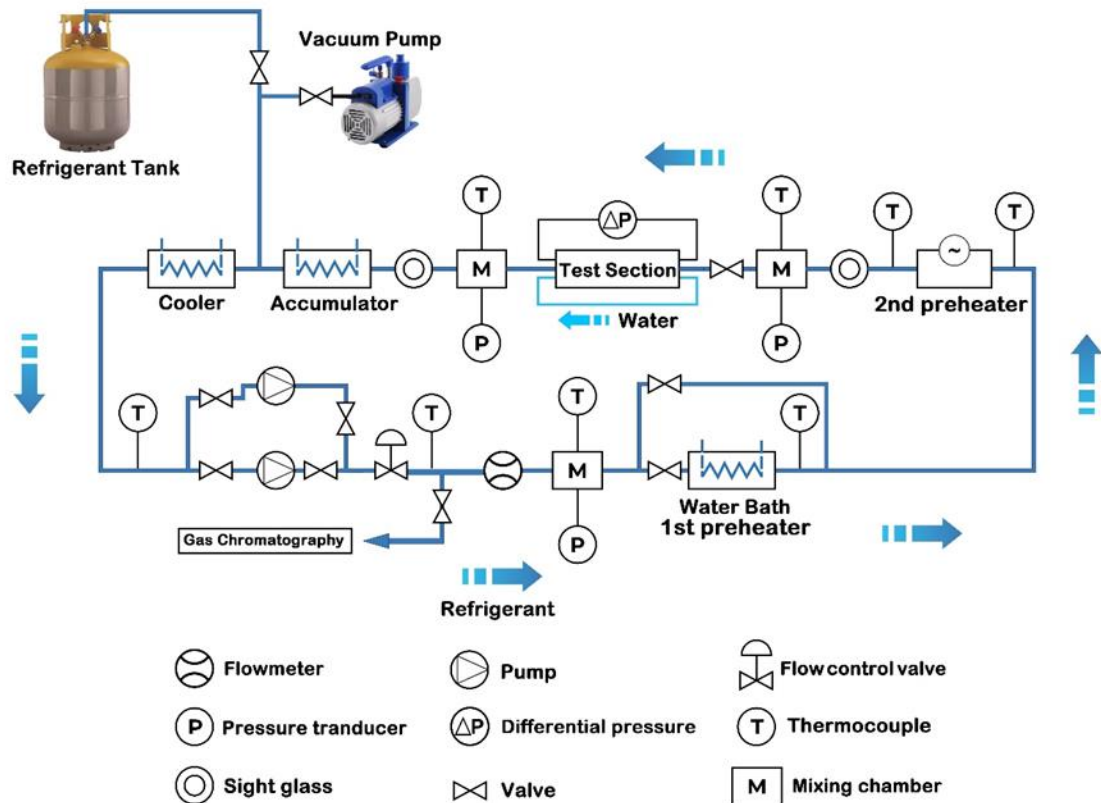 Vacuum Pump
Refrigerant Tank
T
T
T
T
ΔP
~
M
Test Section
M
Cooler
Accumulator
2nd preheater
Water
P
P
T
T
T
T
M
Water Bath
1st preheater
Gas Chromatography
P
Refrigerant
Flowmeter
Pump
Flow control valve
P Pressure tranducer
ΔP Differential pressure
T Thermocouple
Sight glass
Valve
M Mixing chamber